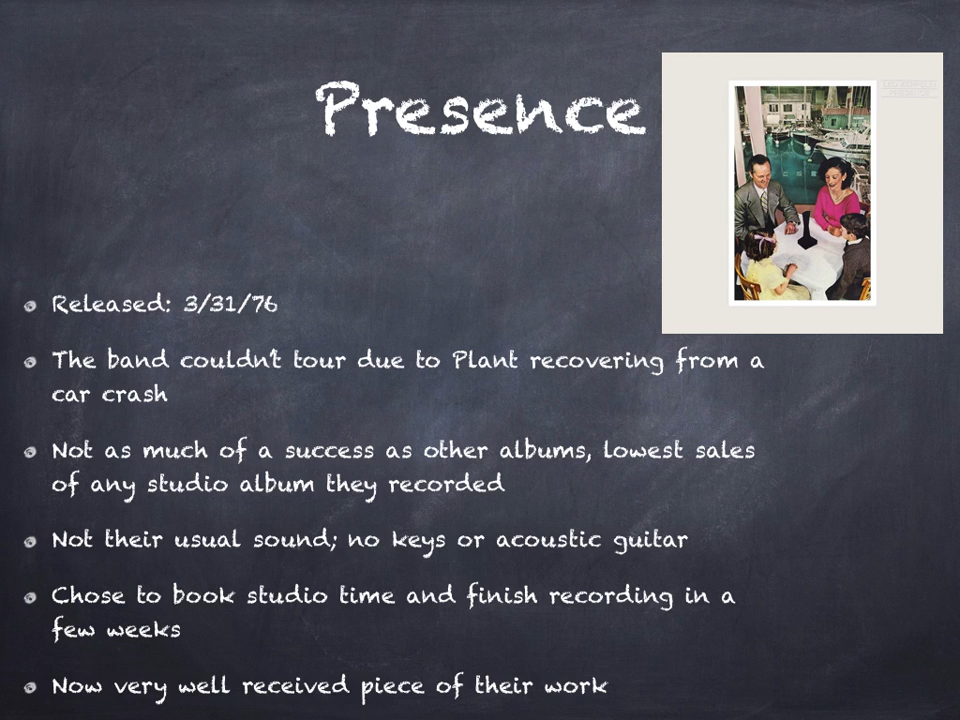 Presence
Released: 3/31/76
The band couldn't tour due to Plant recovering from a
car crash
Not as much of a success as other albums, lowest sales
of any studio album they recorded
Not their usual sound; no keys or acoustic guitar
Chose to book studio time and finish recording in a
few weeks
Now very well received piece of their work